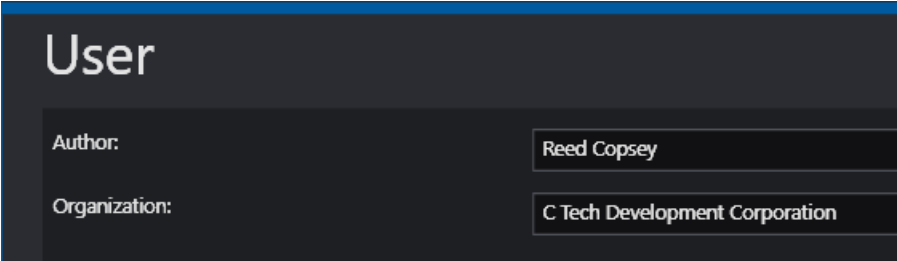 User
Author:
Reed Copsey
Organization:
C Tech Development Corporation